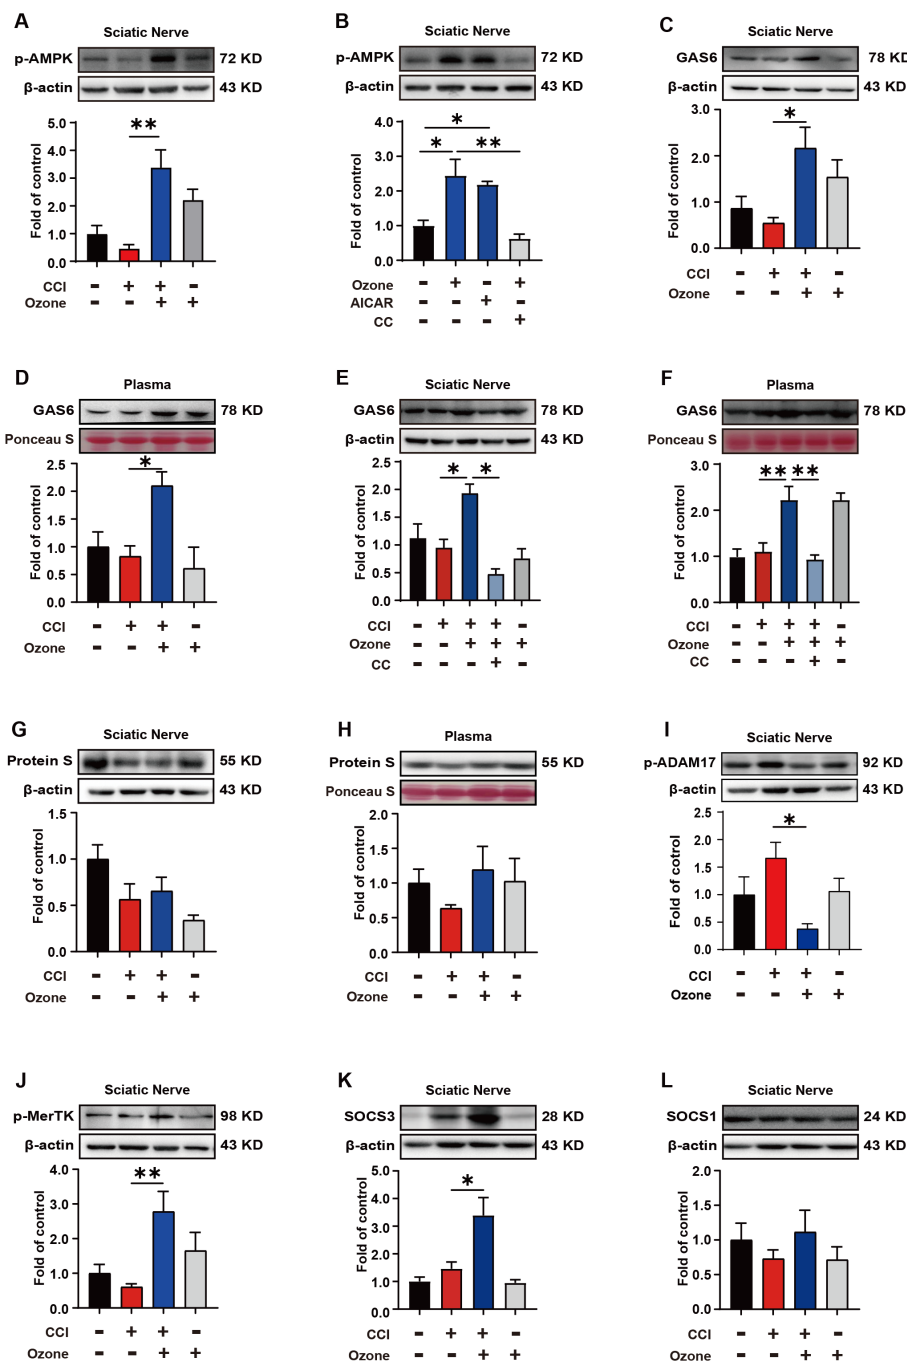 A
Sciatic Nerve
p-AMPK 72 KD
β-actin 43 KD
**
Fold of control
5.0
4.0
3.0
2.0
1.0
0.0
CCI - + + -
Ozone - - + +
B
Sciatic Nerve
p-AMPK 72 KD
β-actin 43 KD
*
* **
Fold of control
4.0
3.0
2.0
1.0
0.0
Ozone - + - +
AICAR - - + -
CC - - - +
C
Sciatic Nerve
GAS6 78 KD
β-actin 43 KD
*
Fold of control
3.0
2.0
1.0
0.0
CCI - + + -
Ozone - - + +
D
Plasma
GAS6 78 KD
Ponceau S
*
Fold of control
2.5
2.0
1.5
1.0
0.5
0.0
CCI - + + -
Ozone - - + +
E
Sciatic Nerve
GAS6 78 KD
β-actin 43 KD
* *
Fold of control
2.5
2.0
1.5
1.0
0.5
0.0
CCI - + + + -
Ozone - - + + +
CC - - - + -
F
Plasma
GAS6 78 KD
Ponceau S
** **
Fold of control
3.0
2.0
1.0
0.0
CCI - + + + -
Ozone - - + + +
CC - - - + -
G
Sciatic Nerve
Protein S 55 KD
β-actin 43 KD
Fold of control
1.5
1.0
0.5
0.0
CCI - + + -
Ozone - - + +
H
Plasma
Protein S 55 KD
Ponceau S
Fold of control
2.0
1.5
1.0
0.5
0.0
CCI - + + -
Ozone - - + +
I
Sciatic Nerve
p-ADAM17 92 KD
β-actin 43 KD
*
Fold of cotrol
2.5
2.0
1.5
1.0
0.5
0.0
CCI - + + -
Ozone - - + +
J
Sciatic Nerve
p-MerTK 98 KD
β-actin 43 KD
**
Fold of control
4.0
3.0
2.0
1.0
0.0
CCI - + + -
Ozone - - + +
K
Sciatic Nerve
SOCS3 28 KD
β-actin 43 KD
*
Fold of control
5.0
4.0
3.0
2.0
1.0
0.0
CCI - + + -
Ozone - - + +
L
Sciatic Nerve
SOCS1 24 KD
β-actin 43 KD
Fold of control
2.0
1.5
1.0
0.5
0.0
CCI - + + -
Ozone - - + +